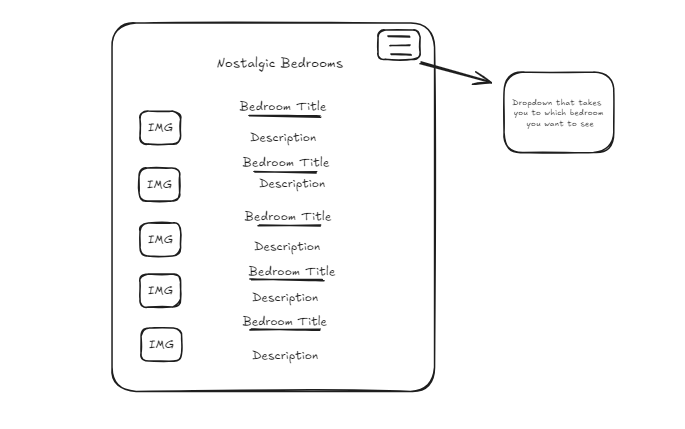 Nostalgic Bedrooms
Bedroom Title
IMG
Description
Bedroom Title
IMG
Description
Bedroom Title
IMG
Description
Bedroom Title
IMG
Description
Bedroom Title
IMG
Description
Dropdown that takes
you to which bedroom
you want to see